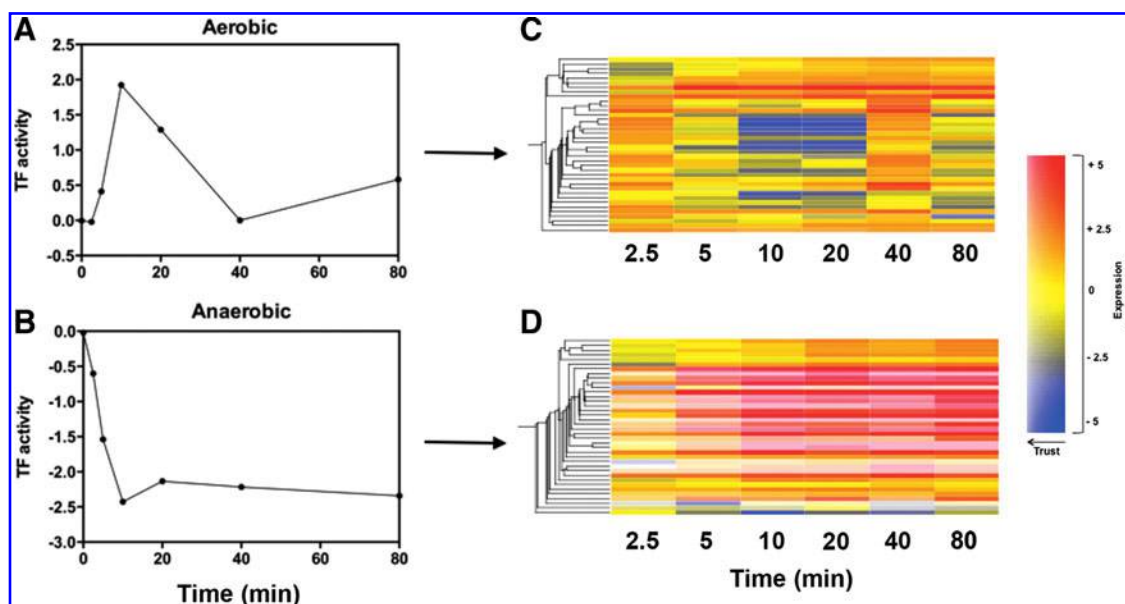 A
Aerobic
2.5
2.0
1.5
1.0
0.5
0.0
-0.5
TF activity
0 20 40 60 80
B
Anaerobic
0.0
-0.5
-1.0
-1.5
-2.0
-2.5
-3.0
TF activity
0 20 40 60 80
Time (min)
C
2.5 5 10 20 40 80
D
2.5 5 10 20 40 80
Time (min)
+ 5
+ 2.5
0
- 2.5
- 5
Expression
Trust